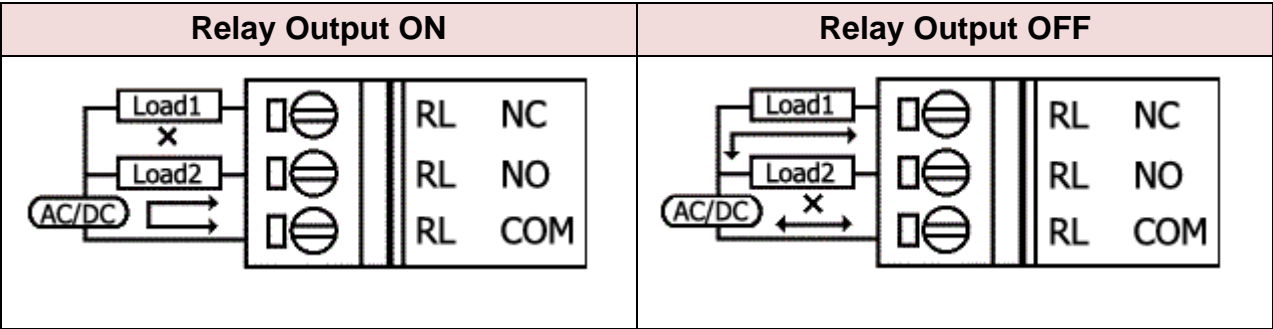 Relay Output ON
Relay Output OFF
Load1
RL NC
Load2
RL NO
AC/DC
RL COM
Load1
RL NC
Load2
RL NO
AC/DC
RL COM